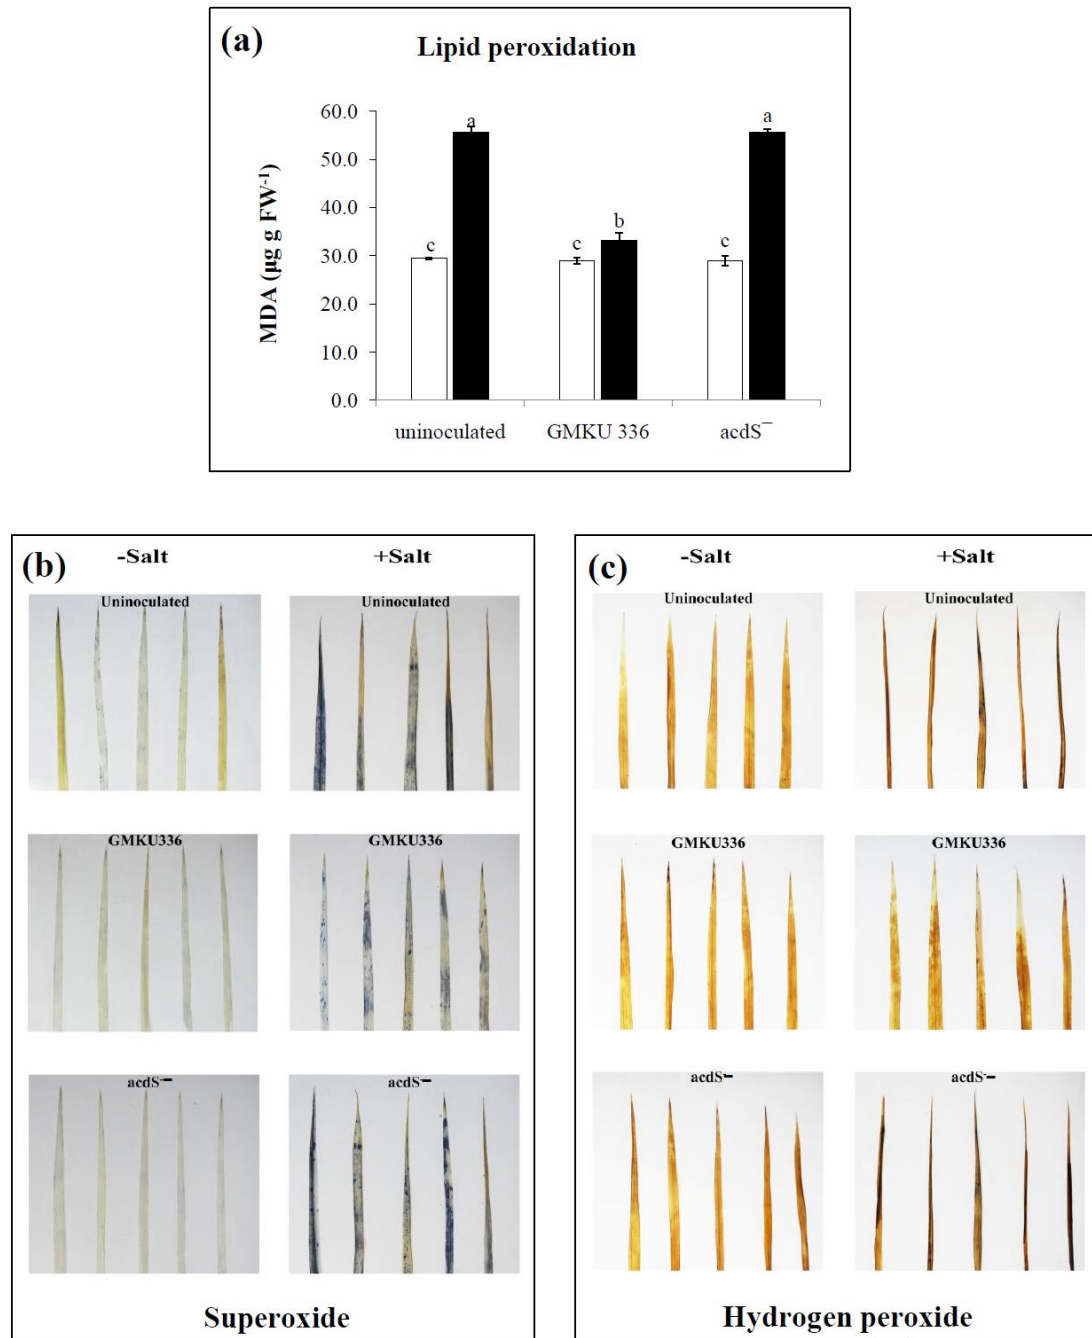 (a)
Lipid peroxidation
MDA (µg g FW⁻¹)
60.0
50.0
40.0
30.0
20.0
10.0
0.0
c
a
c
b
c
a
uninoculated
GMKU 336
acdS⁻
(b)
-Salt
+Salt
Uninoculated
Uninoculated
GMKU336
GMKU336
acdS⁻
acdS⁻
Superoxide
(c)
-Salt
+Salt
Uninoculated
Uninoculated
GMKU336
GMKU336
acdS⁻
acdS⁻
Hydrogen peroxide